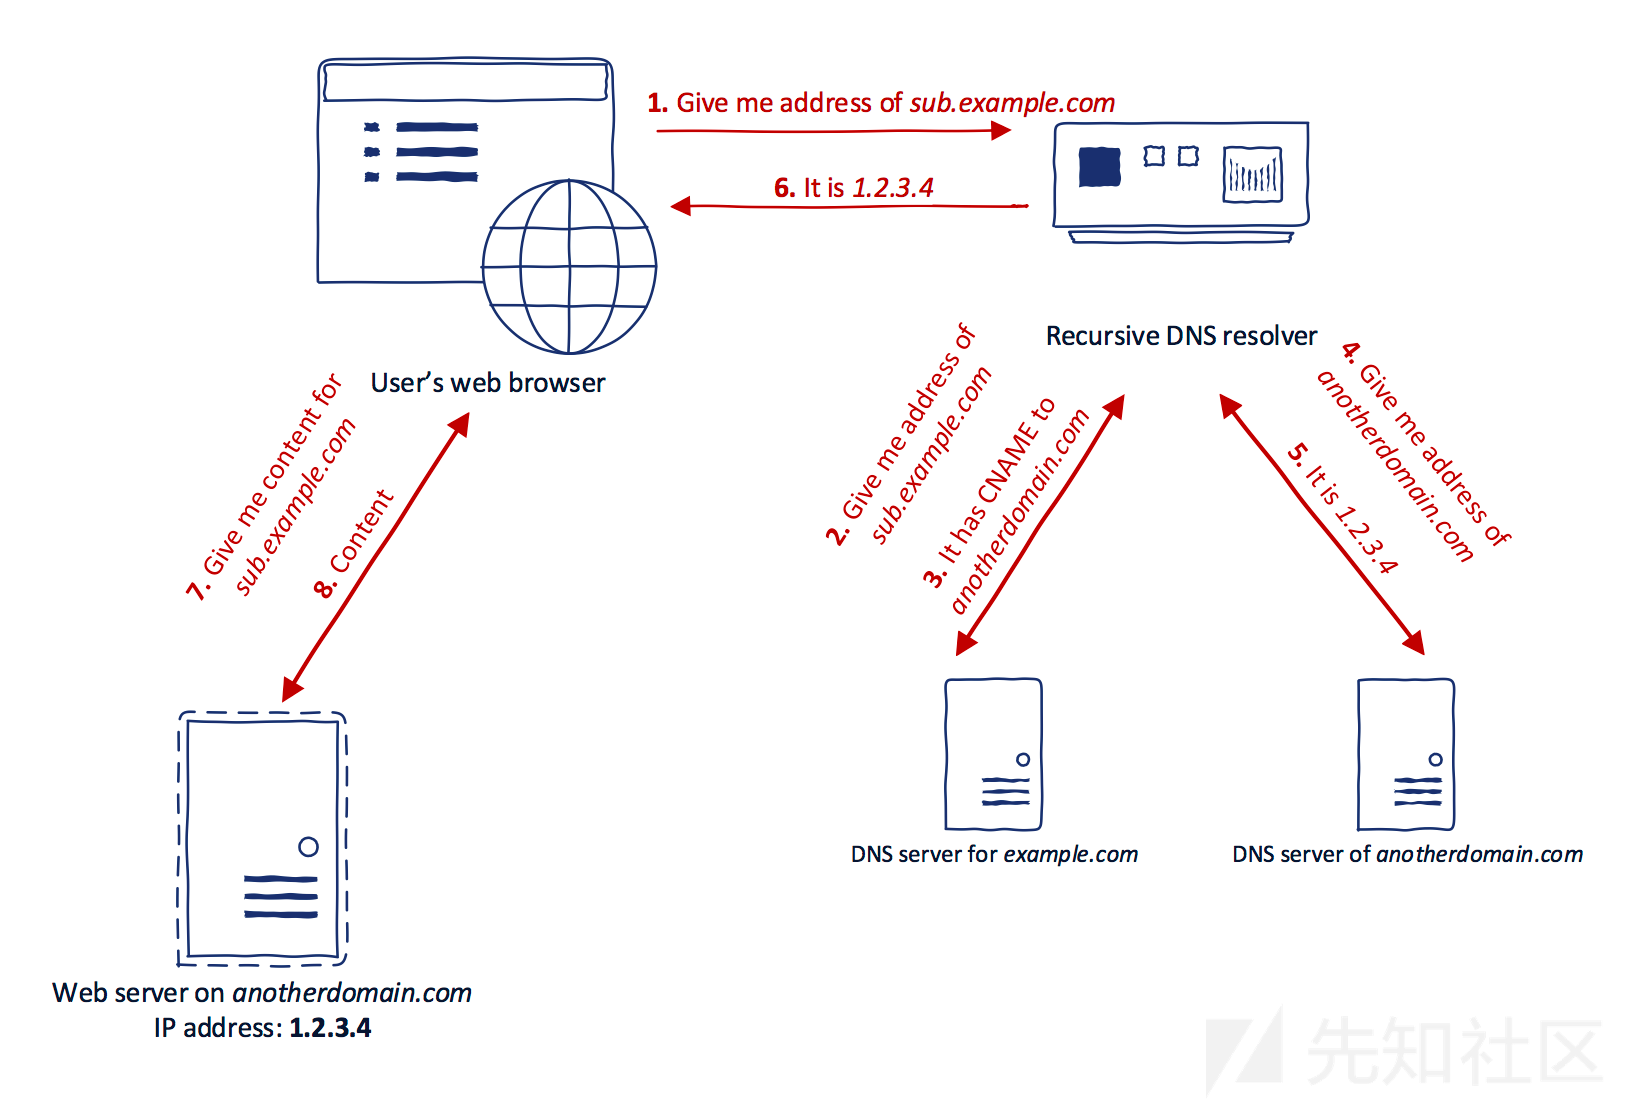 1. Give me address of sub.example.com
6. It is 1.2.3.4
Recursive DNS resolver
User’s web browser
7. Give me content for
sub.example.com
8. Content
2. Give me address of
sub.example.com
3. It has CNAME to
anotherdomain.com
4. Give me address of
anotherdomain.com
5. It is 1.2.3.4
DNS server for example.com
DNS server of anotherdomain.com
Web server on anotherdomain.com
IP address: 1.2.3.4
先知社区